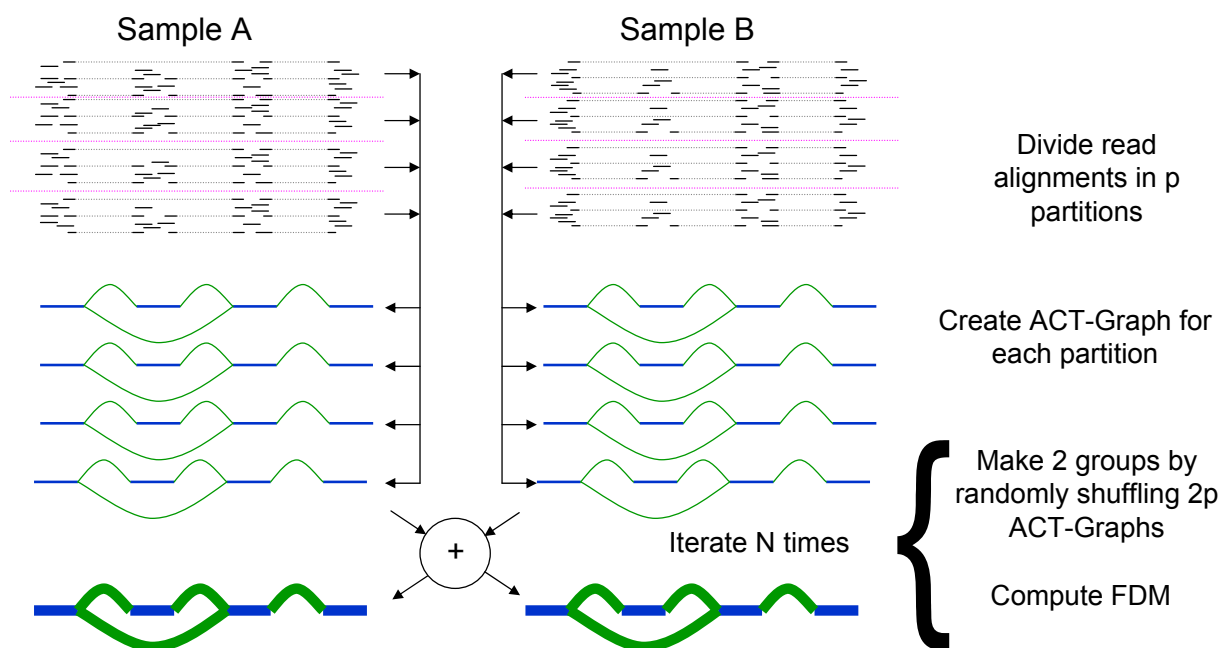 Sample A
Sample B
Divide read
alignments in p
partitions
Create ACT-Graph for
each partition
Make 2 groups by
randomly shuffling 2p
ACT-Graphs
Iterate N times
+
Compute FDM